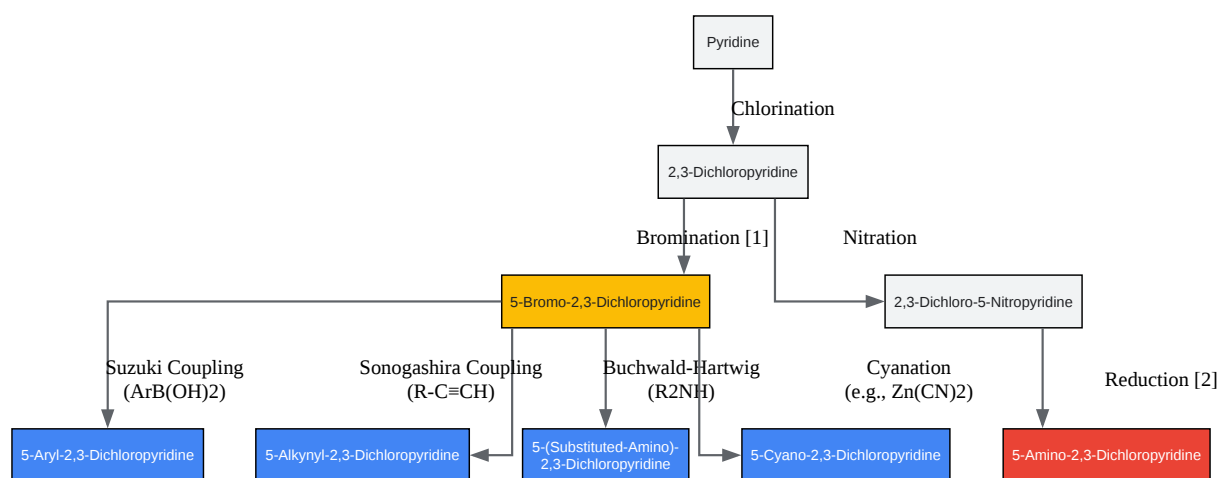 Pyridine
Chlorination
2,3-Dichloropyridine
Bromination [1]
Nitration
5-Bromo-2,3-Dichloropyridine
2,3-Dichloro-5-Nitropyridine
Suzuki Coupling
(ArB(OH)2)
Sonogashira Coupling
(R-C≡CH)
Buchwald-Hartwig
(R2NH)
Cyanation
(e.g., Zn(CN)2)
Reduction [2]
5-Aryl-2,3-Dichloropyridine
5-Alkynyl-2,3-Dichloropyridine
5-(Substituted-Amino)-
2,3-Dichloropyridine
5-Cyano-2,3-Dichloropyridine
5-Amino-2,3-Dichloropyridine